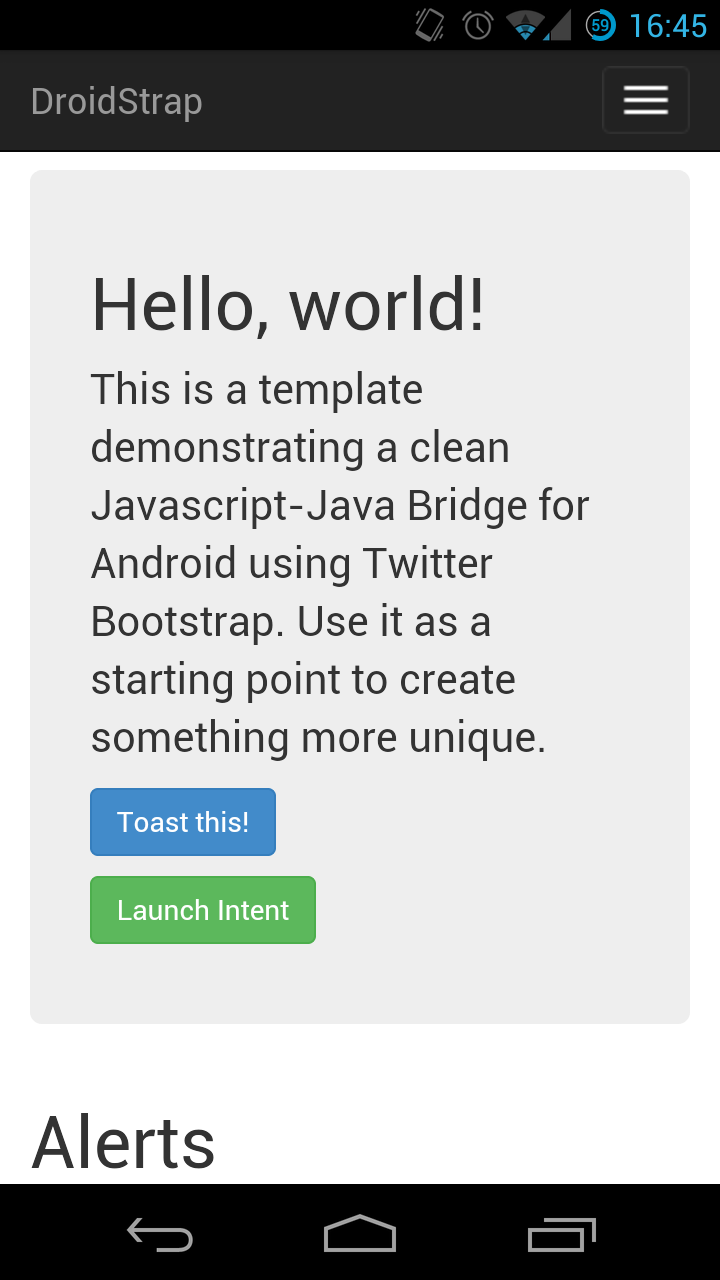 59 16:45
DroidStrap
Hello, world!
This is a template
demonstrating a clean
Javascript-Java Bridge for
Android using Twitter
Bootstrap. Use it as a
starting point to create
something more unique.
Toast this!
Launch Intent
Alerts